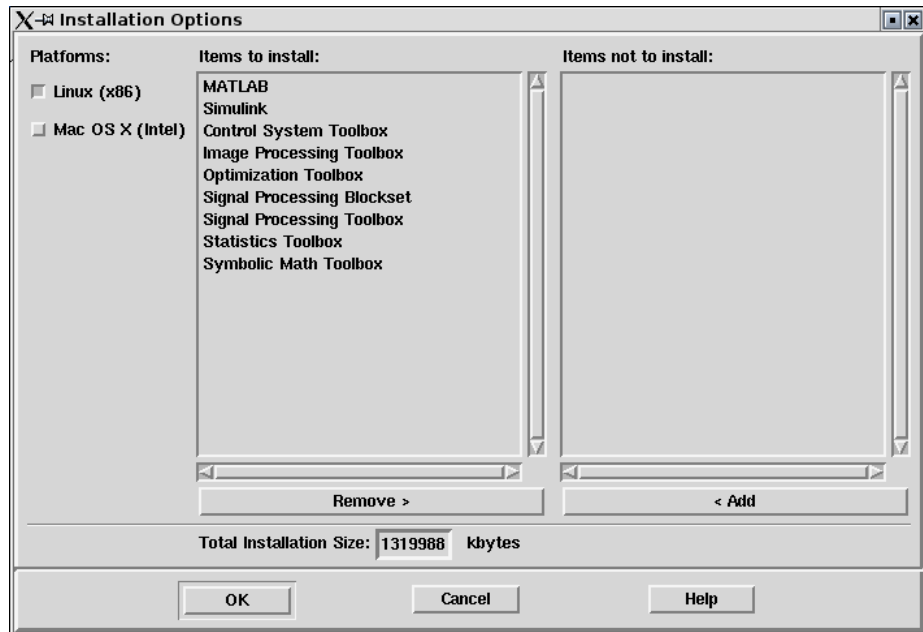 Installation Options
Platforms:
Linux (x86)
Mac OS X (Intel)
Items to install:
MATLAB
Simulink
Control System Toolbox
Image Processing Toolbox
Optimization Toolbox
Signal Processing Blockset
Signal Processing Toolbox
Statistics Toolbox
Symbolic Math Toolbox
Remove >
Items not to install:
< Add
Total Installation Size: 1319988 kbytes
OK
Cancel
Help